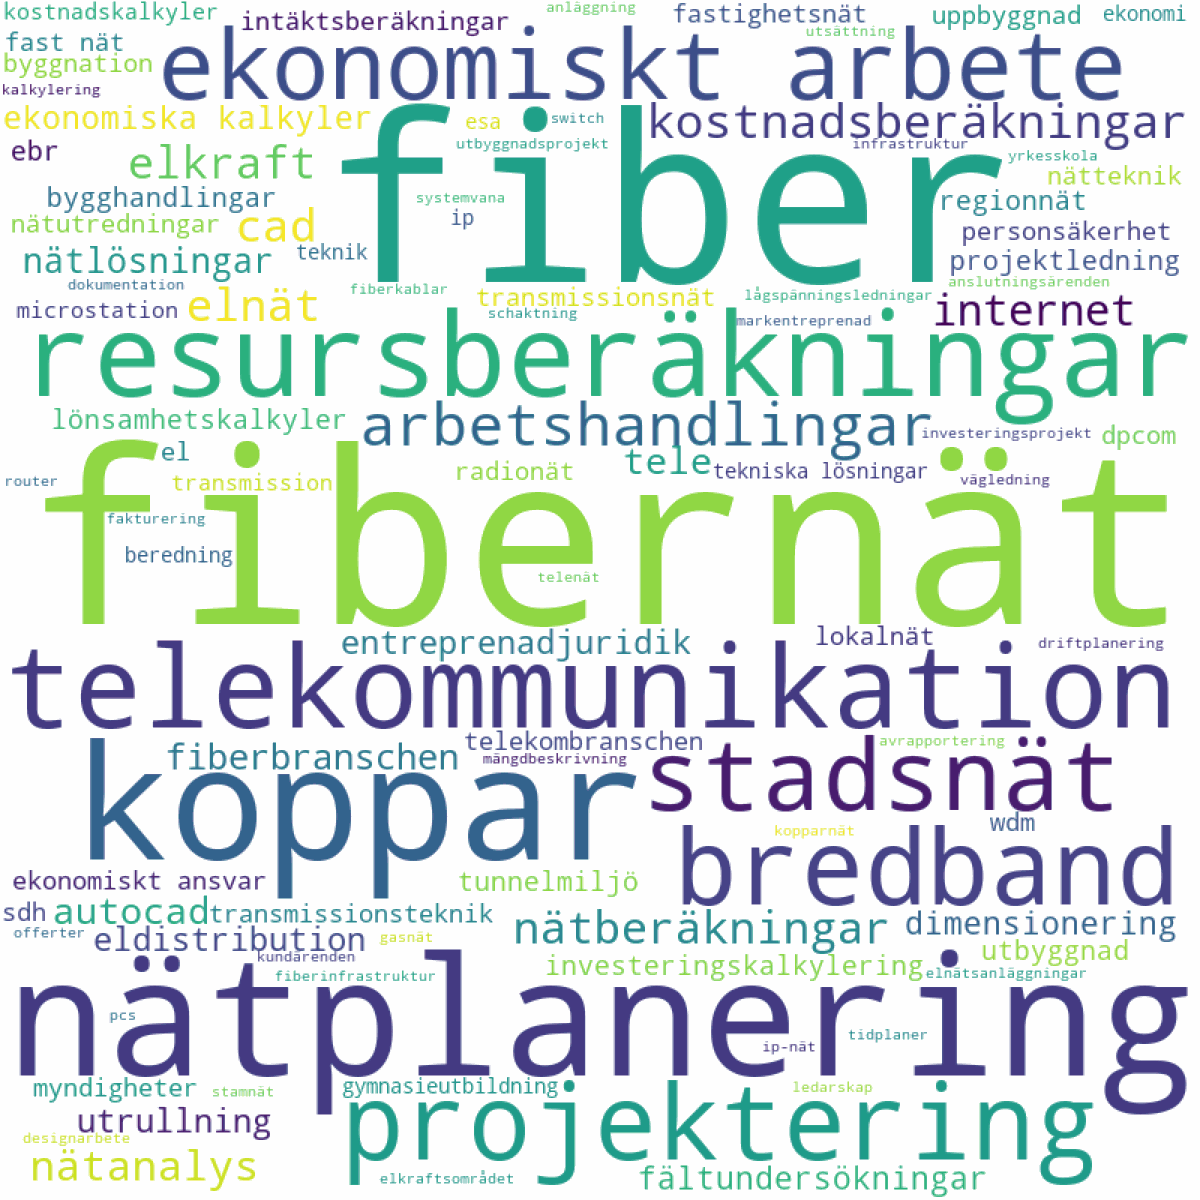 kostnadskalkyler
intäktsberäkningar
anläggning
fastighetsnät
uppbyggnad
ekonomi
fast nät
utsättning
byggnation
ekonomiskt arbete
kalkylering
ekonomiska kalkyler
fiber
esa
switch
kostnadsberäkningar
ebr
utbyggnadsprojekt
infrastruktur
elkraft
yrkesskola
nätteknik
bygghandlingar
systemvana
regionnät
nätutredningar
cad
ip
personsäkerhet
nätlösningar
teknik
projektledning
dokumentation
fiberkablar
transmissionsnät
lågspänningsledningar
anslutningsärenden
microstation
elnät
schaktning
markentreprenad
internet
resursberäkningar
lönsamhetskalkyler
arbetshandlingar
investeringsprojekt
dpcom
el
radionät
tele
tekniska lösningar
router
transmission
vägledning
fibernät
fakturering
beredning
telenät
entreprenadjuridik
lokalnät
driftplanering
telekommunikation
fiberbranschen
telekombranschen
avrapportering
mängdbeskrivning
koppar
stadsnät
wdm
kopparnät
bredband
ekonomiskt ansvar
tunnelmiljö
sdh
autocad
transmissionsteknik
nätberäkningar
dimensionering
offerter
eldistribution
gasnät
utbyggnad
kundärenden
fiberinfrastruktur
investeringskalkylering
elnätsanläggningar
nätplanering
pcs
ip-nät
tidplaner
myndigheter
stamnät
gymnasieutbildning
ledarskap
utrullning
projektering
designarbete
nätanalys
elkraftsområdet
fältundersökningar